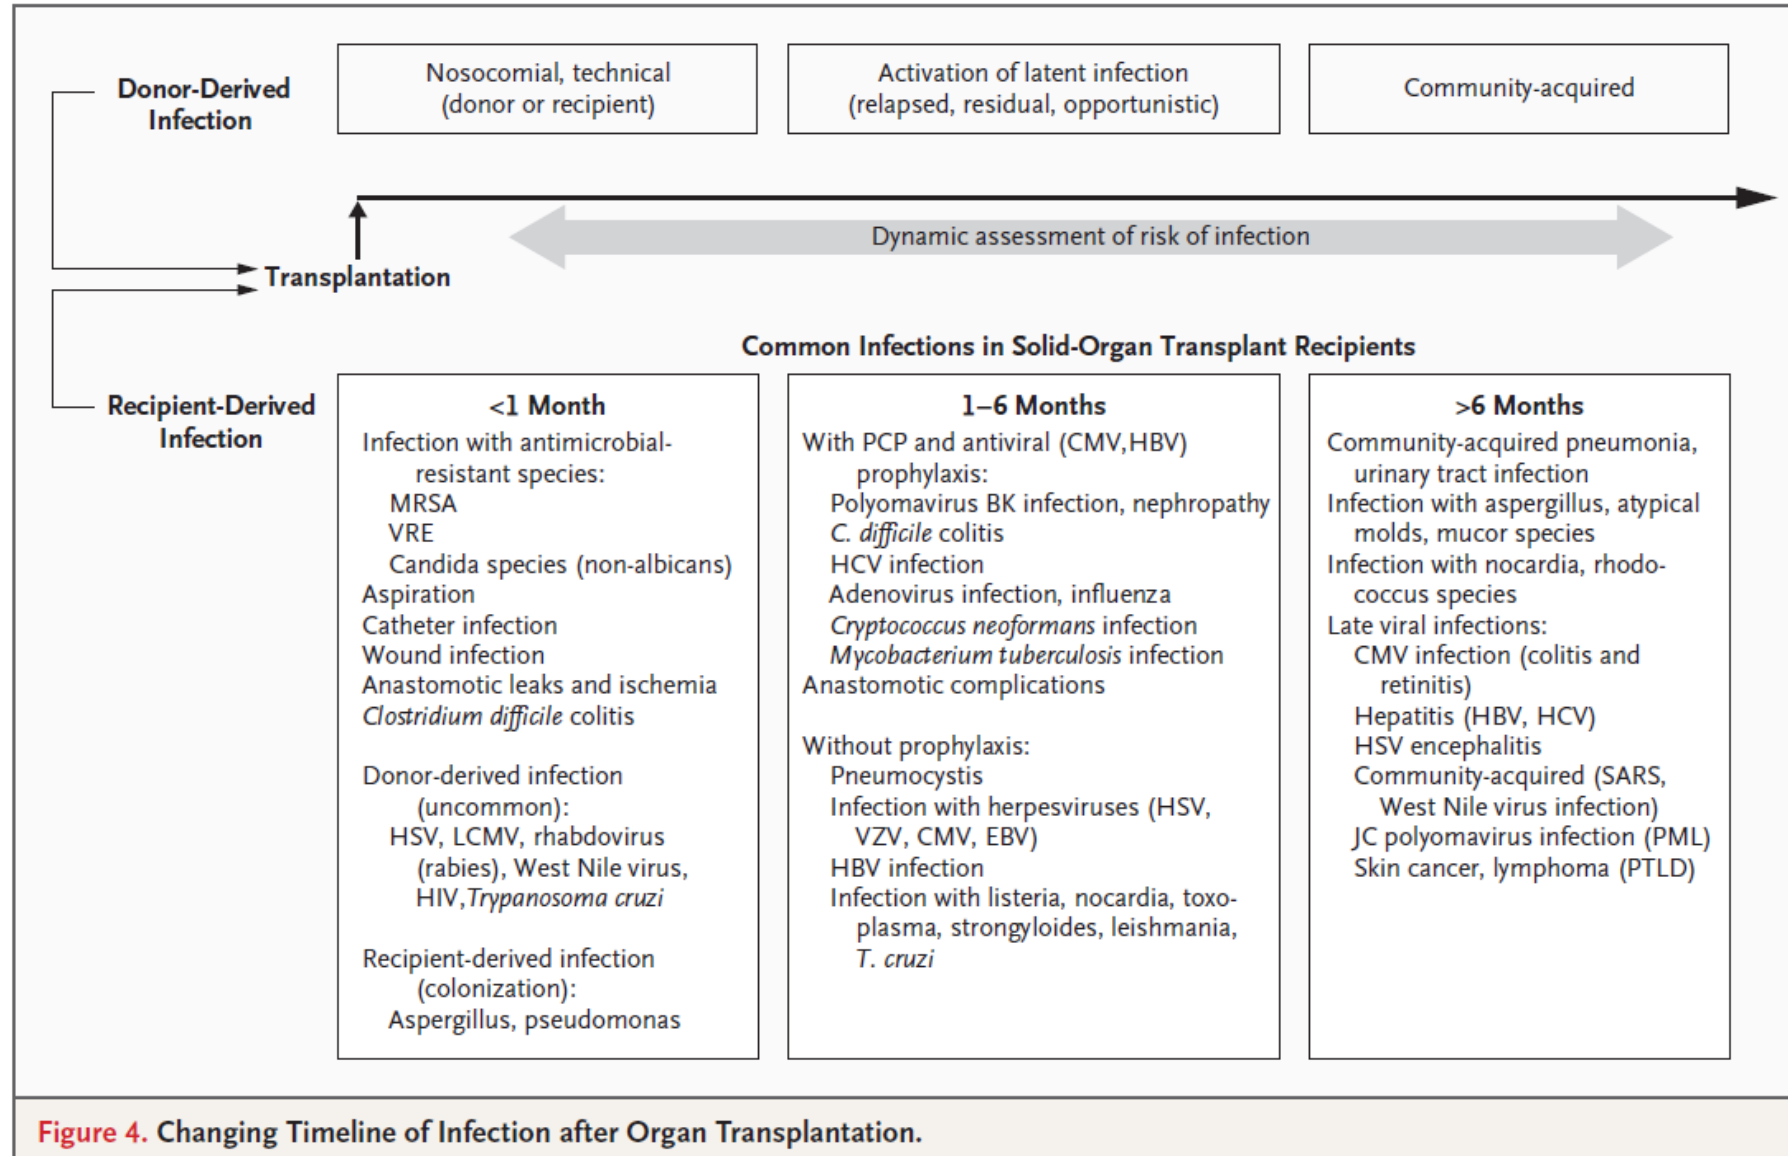 Donor-Derived
Infection
Nosocomial, technical
(donor or recipient)
Activation of latent infection
(relapsed, residual, opportunistic)
Community-acquired
Dynamic assessment of risk of infection
Transplantation
Common Infections in Solid-Organ Transplant Recipients
Recipient-Derived
Infection
<1 Month
Infection with antimicrobial-
resistant species:
MRSA
VRE
Candida species (non-albicans)
Aspiration
Catheter infection
Wound infection
Anastomotic leaks and ischemia
Clostridium difficile colitis
Donor-derived infection
(uncommon):
HSV, LCMV, rhabdovirus
(rabies), West Nile virus,
HIV,Trypanosoma cruzi
Recipient-derived infection
(colonization):
Aspergillus, pseudomonas
1–6 Months
With PCP and antiviral (CMV,HBV)
prophylaxis:
Polyomavirus BK infection, nephropathy
C. difficile colitis
HCV infection
Adenovirus infection, influenza
Cryptococcus neoformans infection
Mycobacterium tuberculosis infection
Anastomotic complications
Without prophylaxis:
Pneumocystis
Infection with herpesviruses (HSV,
VZV, CMV, EBV)
HBV infection
Infection with listeria, nocardia, toxo-
plasma, strongyloides, leishmania,
T. cruzi
>6 Months
Community-acquired pneumonia,
urinary tract infection
Infection with aspergillus, atypical
molds, mucor species
Infection with nocardia, rhodo-
coccus species
Late viral infections:
CMV infection (colitis and
retinitis)
Hepatitis (HBV, HCV)
HSV encephalitis
Community-acquired (SARS,
West Nile virus infection)
JC polyomavirus infection (PML)
Skin cancer, lymphoma (PTLD)
Figure 4. Changing Timeline of Infection after Organ Transplantation.